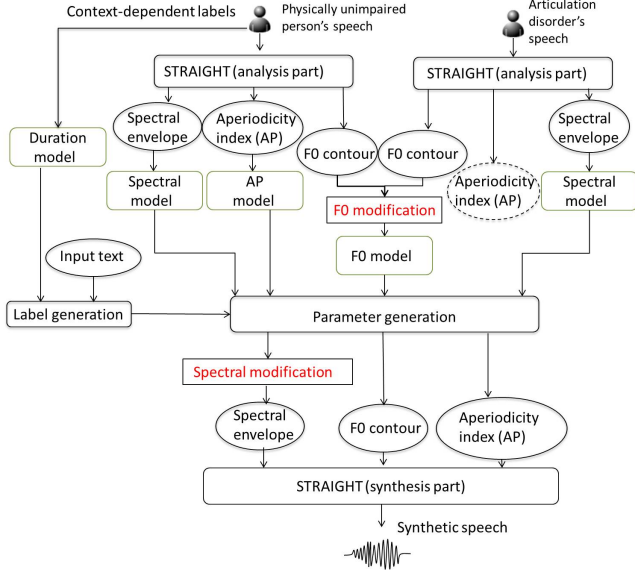 Context-dependent labels
Physically unimpaired
person's speech
Articulation
disorder's
speech
STRAIGHT (analysis part)
STRAIGHT (analysis part)
Spectral
envelope
Aperiodicity
index (AP)
Spectral
envelope
Duration
model
F0 contour
F0 contour
Spectral
model
AP
model
Aperiodicity
index (AP)
Spectral
model
F0 modification
Input text
F0 model
Label generation
Parameter generation
Spectral modification
Spectral
envelope
F0 contour
Aperiodicity
index (AP)
STRAIGHT (synthesis part)
Synthetic speech